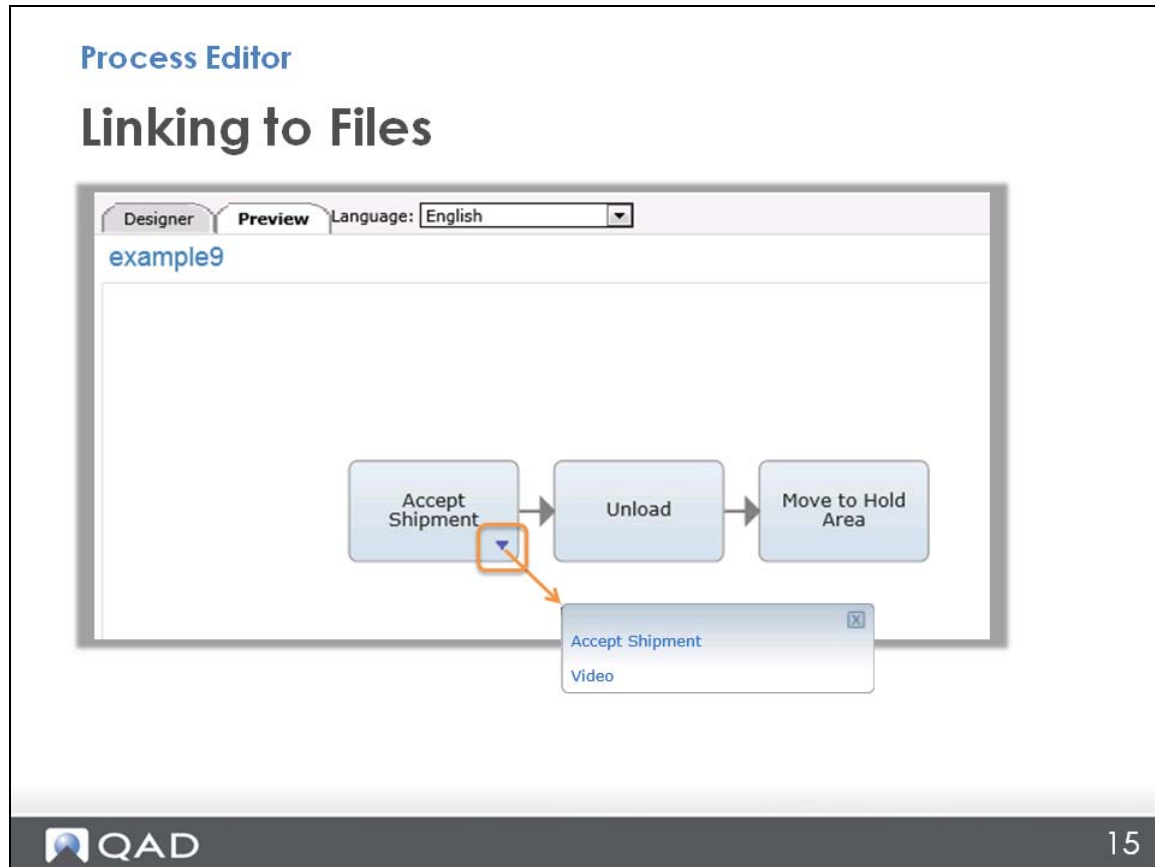 Process Editor
Linking to Files
Designer Preview Language: English
example9
Accept
Shipment
Unload
Move to Hold
Area
X
Accept Shipment
Video
QAD
15